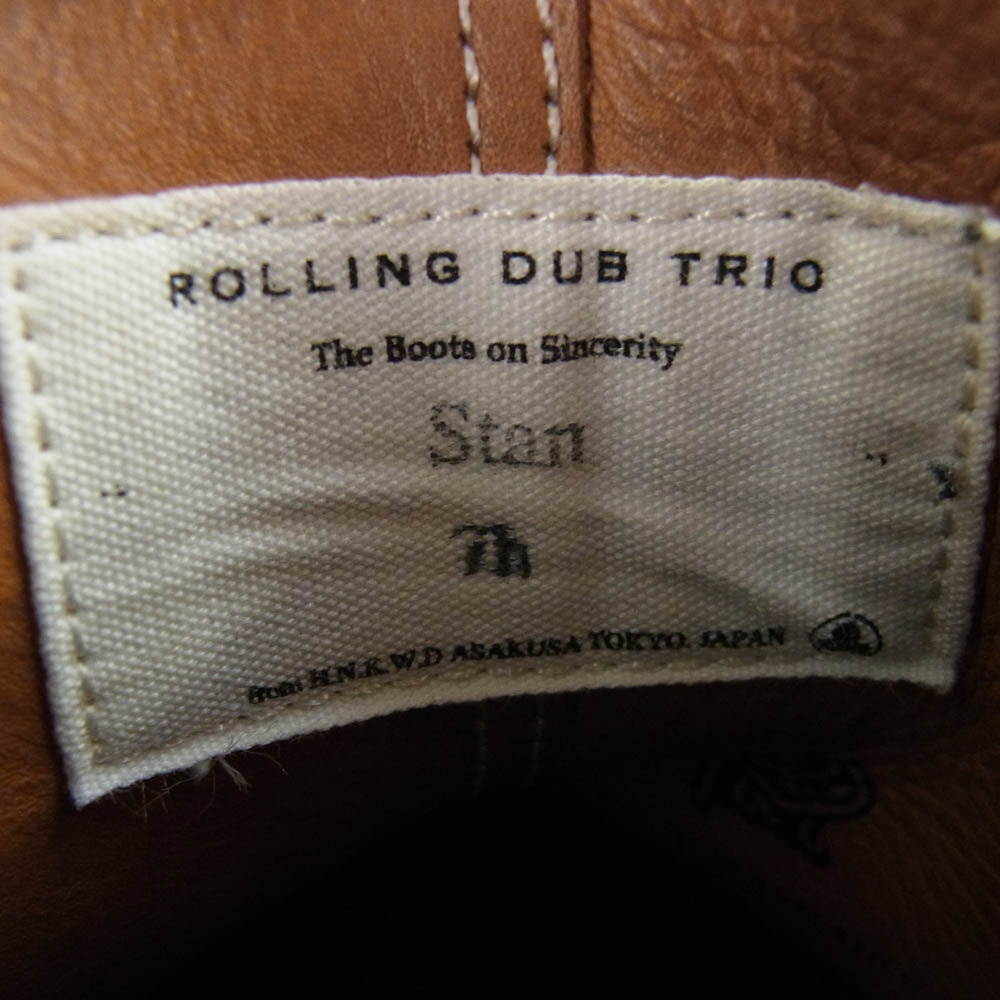 ROLLING DUB TRIO
The Boots on Sincerity
Stan
7h
from H.N.K.W.D ASAKUSA TOKYO. JAPAN